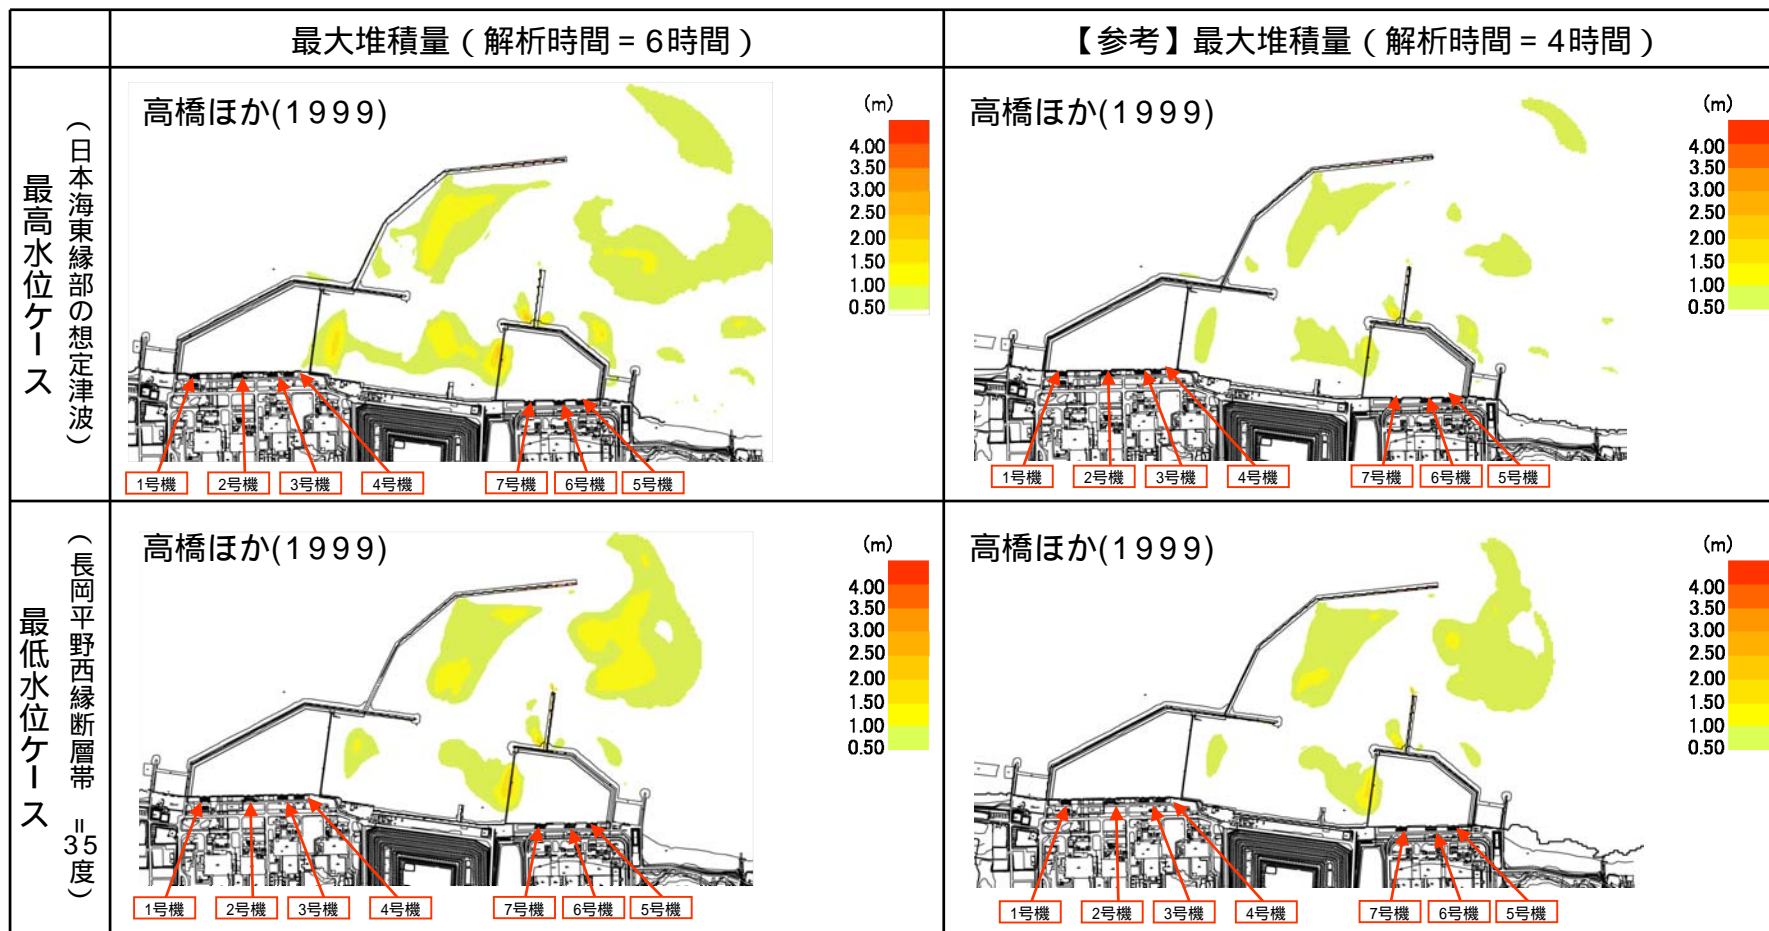 最大堆積量（解析時間＝6時間）
【参考】最大堆積量（解析時間＝4時間）
最高水位ケース
（日本海東縁部の想定津波）
高橋ほか(1999)
(m)
4.00
3.50
3.00
2.50
2.00
1.50
1.00
0.50
1号機
2号機
3号機
4号機
7号機
6号機
5号機
高橋ほか(1999)
(m)
4.00
3.50
3.00
2.50
2.00
1.50
1.00
0.50
1号機
2号機
3号機
4号機
7号機
6号機
5号機
最低水位ケース
（長岡平野西縁断層帯　＝35度）
高橋ほか(1999)
(m)
4.00
3.50
3.00
2.50
2.00
1.50
1.00
0.50
1号機
2号機
3号機
4号機
7号機
6号機
5号機
高橋ほか(1999)
(m)
4.00
3.50
3.00
2.50
2.00
1.50
1.00
0.50
1号機
2号機
3号機
4号機
7号機
6号機
5号機